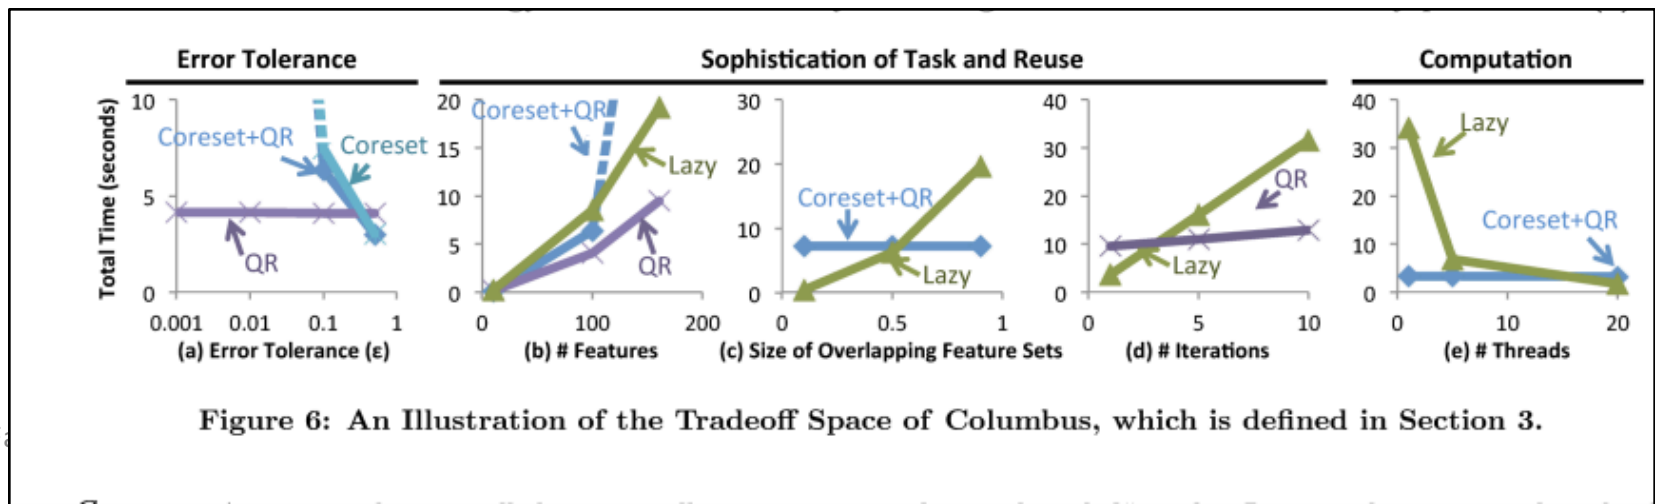 Error Tolerance
Sophistication of Task and Reuse
Computation
Total Time (seconds)
10
5
0
Coreset+QR
Coreset
QR
0.001 0.01 0.1 1
(a) Error Tolerance (ε)
20
15
10
5
0
Coreset+QR
Lazy
QR
0 100 200
(b) # Features
30
20
10
0
Coreset+QR
Lazy
0 0.5 1
(c) Size of Overlapping Feature Sets
40
30
20
10
0
QR
Lazy
0 5 10
(d) # Iterations
40
30
20
10
0
Lazy
Coreset+QR
0 10 20
(e) # Threads
Figure 6: An Illustration of the Tradeoff Space of Columbus, which is defined in Section 3.